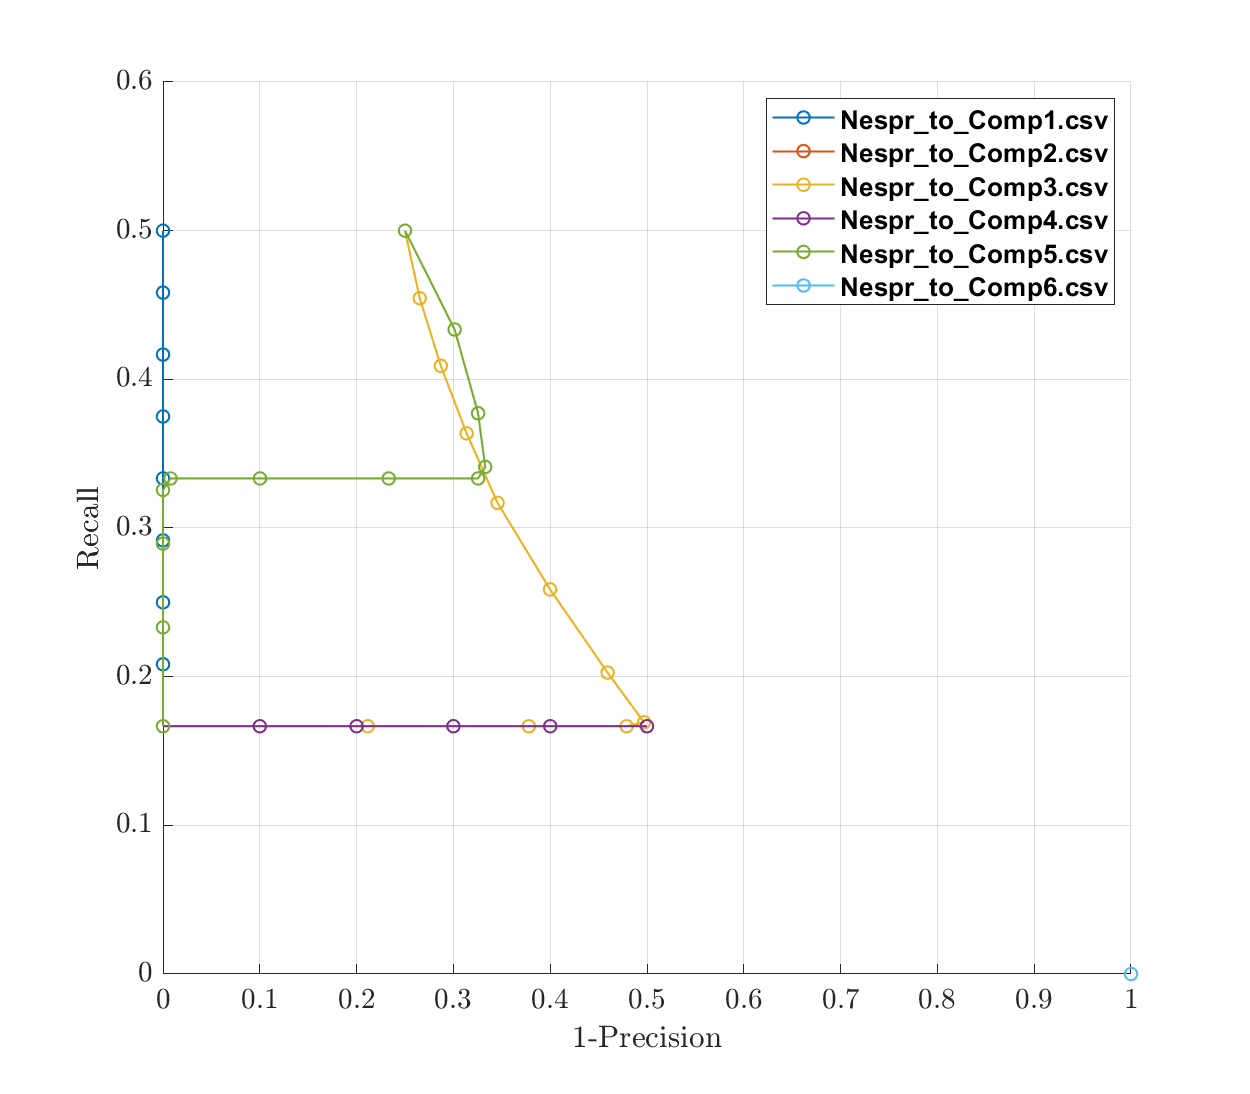 0.6
0.5
0.4
0.3
0.2
0.1
0
Recall
Nespr_to_Comp1.csv
Nespr_to_Comp2.csv
Nespr_to_Comp3.csv
Nespr_to_Comp4.csv
Nespr_to_Comp5.csv
Nespr_to_Comp6.csv
0 0.1 0.2 0.3 0.4 0.5 0.6 0.7 0.8 0.9 1
1-Precision